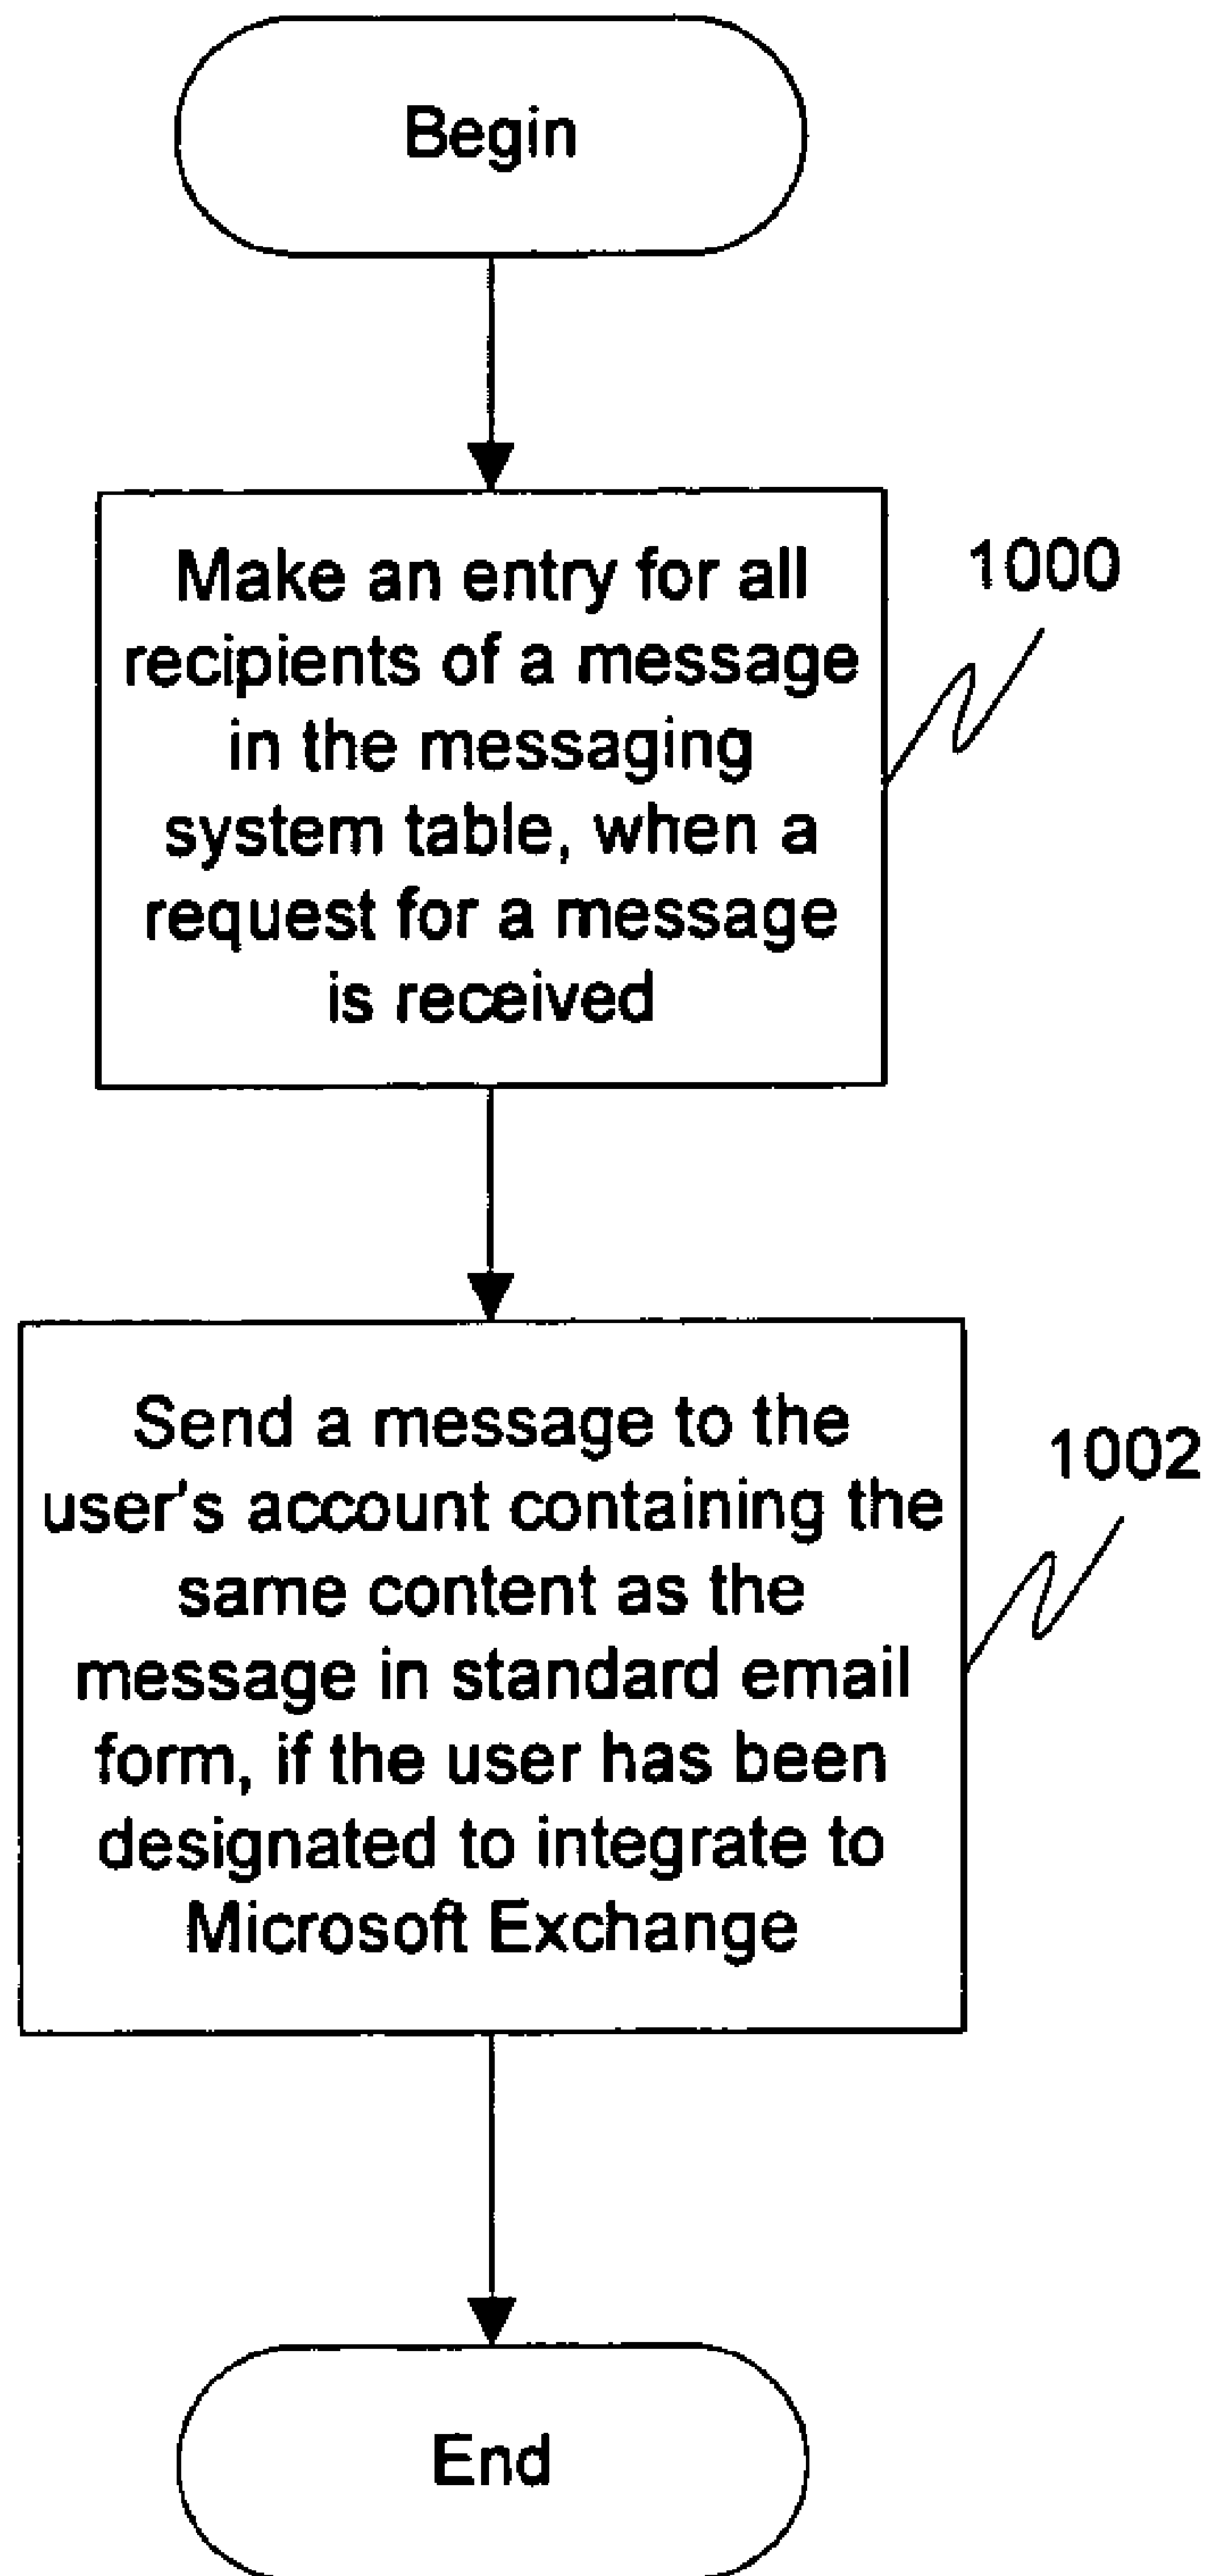 Begin
Make an entry for all
recipients of a message
in the messaging
system table, when a
request for a message
is received
1000
Send a message to the
user's account containing the
same content as the
message in standard email
form, if the user has been
designated to integrate to
Microsoft Exchange
1002
End